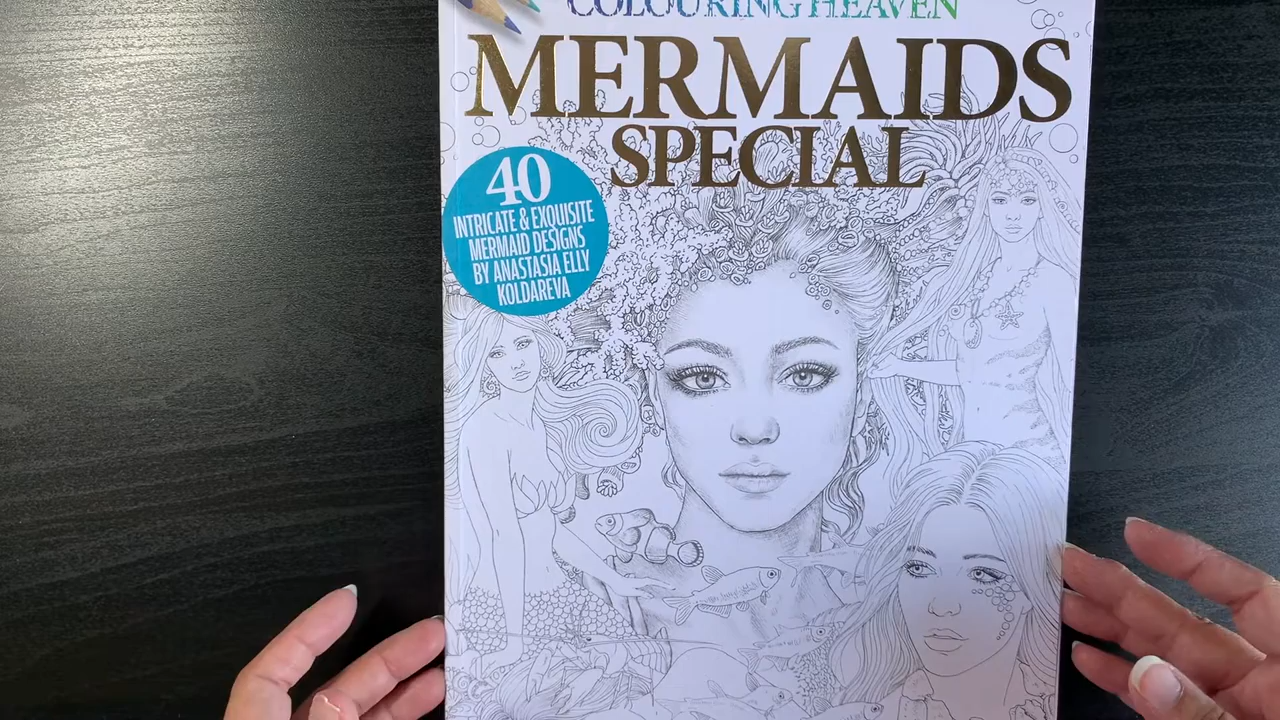 COLOURING HEAVEN
MERMAIDS
SPECIAL
40
INTRICATE & EXQUISITE
MERMAID DESIGNS
BY ANASTASIA ELLY
KOLDAREVA